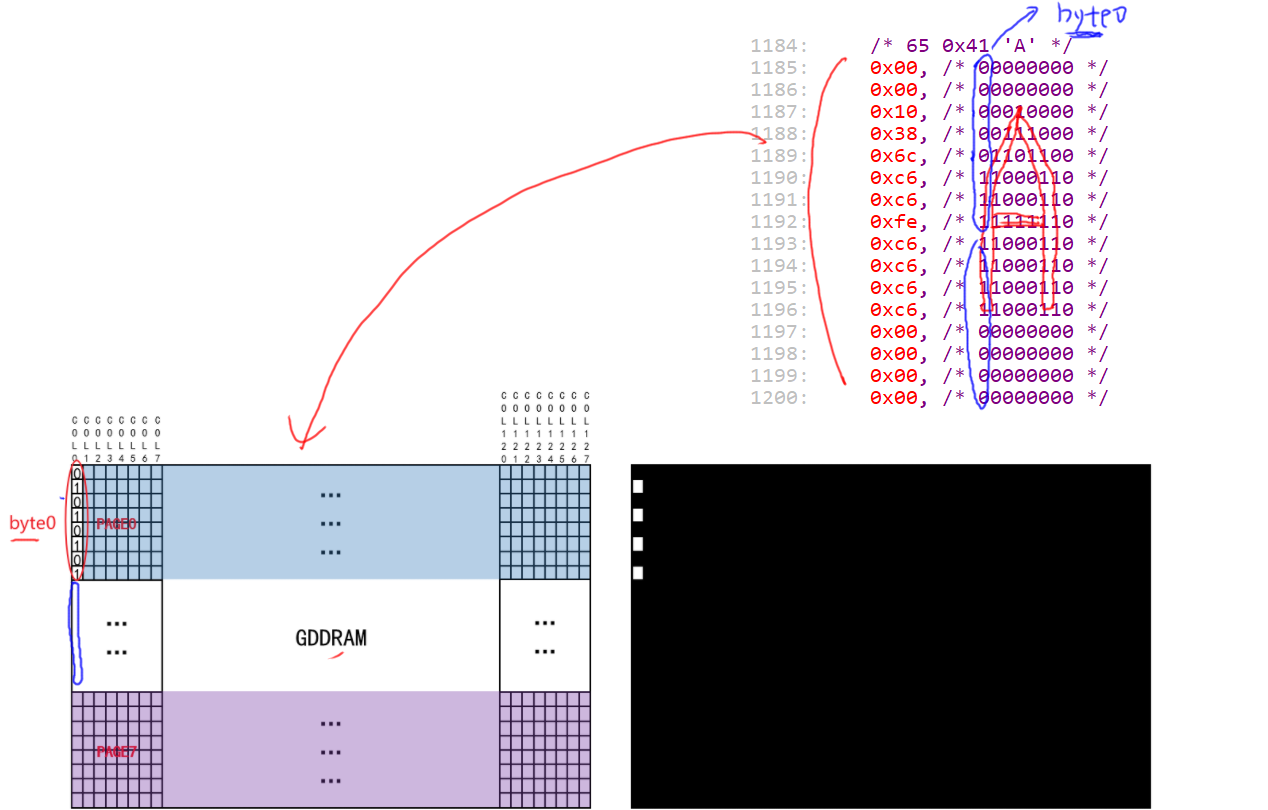 byte0
1184: /* 65 0x41 'A' */
1185: 0x00, /* 00000000 */
1186: 0x00, /* 00000000 */
1187: 0x10, /* 00010000 */
1188: 0x38, /* 00111000 */
1189: 0x6c, /* 01101100 */
1190: 0xc6, /* 11000110 */
1191: 0xc6, /* 11000110 */
1192: 0xfe, /* 11111110 */
1193: 0xc6, /* 11000110 */
1194: 0xc6, /* 11000110 */
1195: 0xc6, /* 11000110 */
1196: 0xc6, /* 11000110 */
1197: 0x00, /* 00000000 */
1198: 0x00, /* 00000000 */
1199: 0x00, /* 00000000 */
1200: 0x00, /* 00000000 */
COL0
COL1
COL2
COL3
COL4
COL5
COL6
COL7
COL120
COL121
COL122
COL123
COL124
COL125
COL126
COL127
0
1
0
1
0
1
0
1
byte0
PAGE0
...
...
...
...
...
GDDRAM
...
...
PAGE7
...
...
...